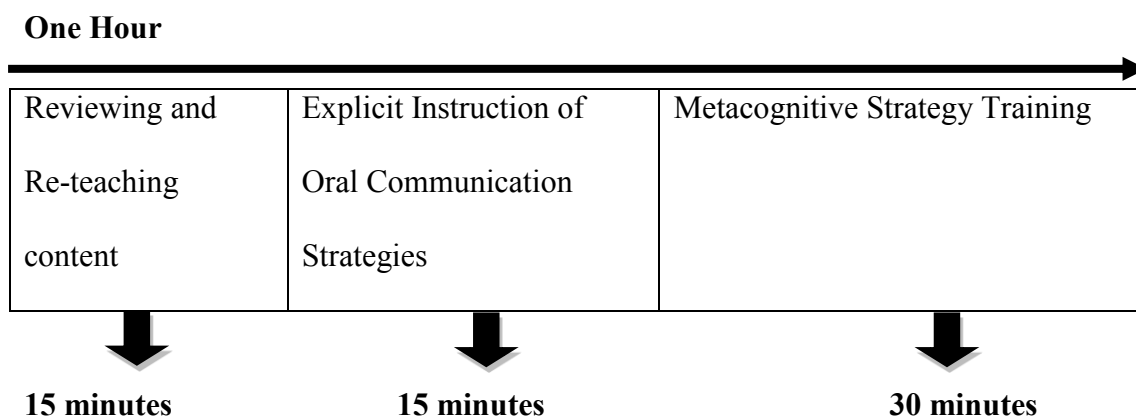 One Hour
Reviewing and
Re-teaching
content
Explicit Instruction of
Oral Communication
Strategies
Metacognitive Strategy Training
15 minutes
15 minutes
30 minutes